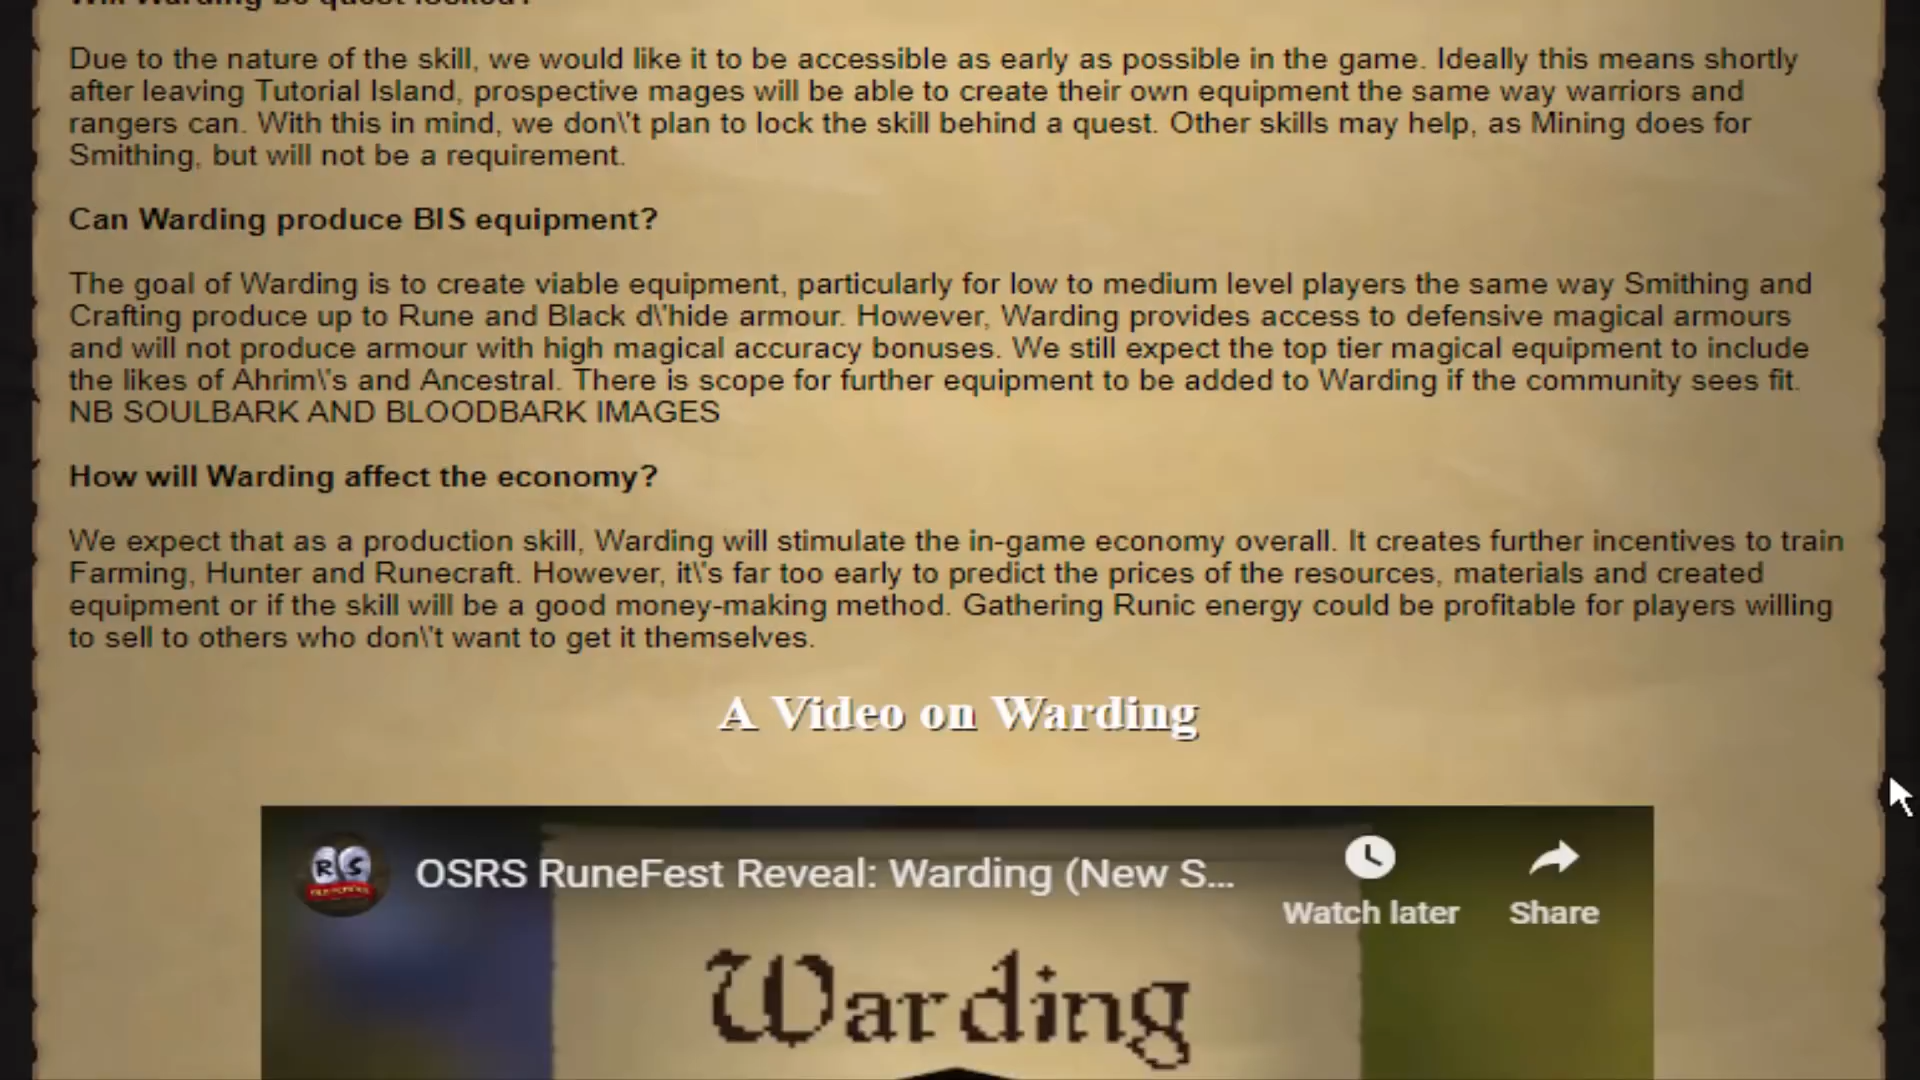 Will Warding be quest locked?
Due to the nature of the skill, we would like it to be accessible as early as possible in the game. Ideally this means shortly
after leaving Tutorial Island, prospective mages will be able to create their own equipment the same way warriors and
rangers can. With this in mind, we don\'t plan to lock the skill behind a quest. Other skills may help, as Mining does for
Smithing, but will not be a requirement.
Can Warding produce BIS equipment?
The goal of Warding is to create viable equipment, particularly for low to medium level players the same way Smithing and
Crafting produce up to Rune and Black d\'hide armour. However, Warding provides access to defensive magical armours
and will not produce armour with high magical accuracy bonuses. We still expect the top tier magical equipment to include
the likes of Ahrim\'s and Ancestral. There is scope for further equipment to be added to Warding if the community sees fit.
NB SOULBARK AND BLOODBARK IMAGES
How will Warding affect the economy?
We expect that as a production skill, Warding will stimulate the in-game economy overall. It creates further incentives to train
Farming, Hunter and Runecraft. However, it\'s far too early to predict the prices of the resources, materials and created
equipment or if the skill will be a good money-making method. Gathering Runic energy could be profitable for players willing
to sell to others who don\'t want to get it themselves.
A Video on Warding
RS
OSRS RuneFest Reveal: Warding (New S...
Watch later
Share
Warding